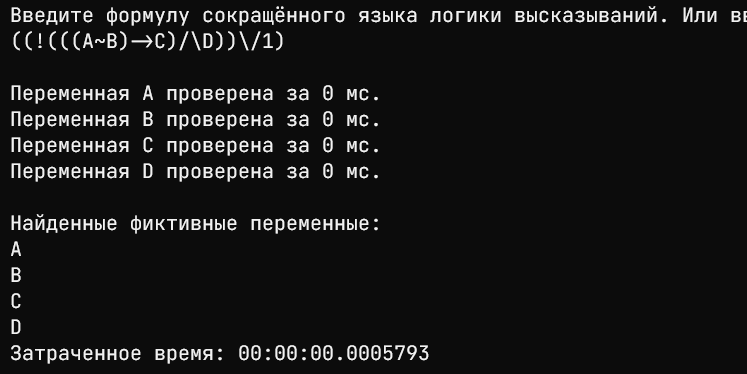 Введите формулу сокращённого языка логики высказываний. Или
((!(((A~B)→C)/\D))\/1)
Переменная A проверена за 0 мс.
Переменная B проверена за 0 мс.
Переменная C проверена за 0 мс.
Переменная D проверена за 0 мс.
Найденные фиктивные переменные:
A
B
C
D
Затраченное время: 00:00:00.0005793